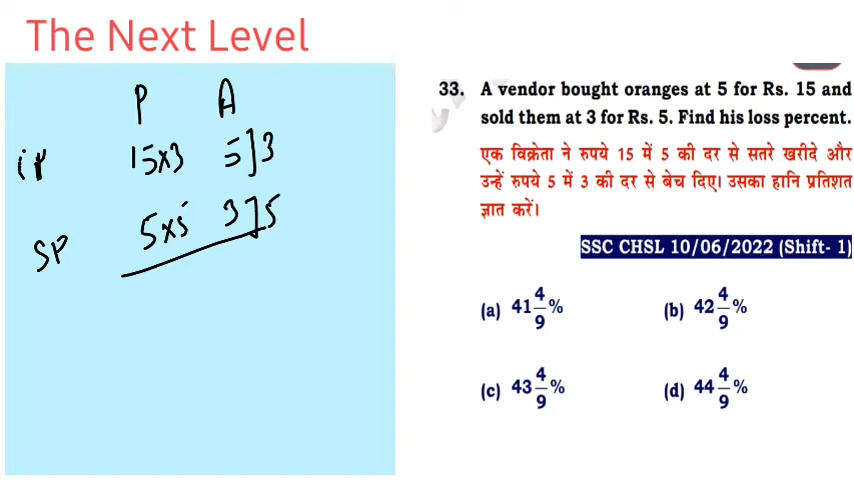 The Next Level
P A
15x3 5]3
5x5 3]5
SP
33. A vendor bought oranges at 5 for Rs. 15 and
sold them at 3 for Rs. 5. Find his loss percent.
एक विक्रेता ने रुपये 15 में 5 की दर से सतरे खरीदे और
उन्हें रुपये 5 में 3 की दर से बेच दिए। उसका हानि प्रतिशत
ज्ञात करें।
SSC CHSL 10/06/2022 (Shift- 1)
(a) 41 4/9 % (b) 42 4/9 %
(c) 43 4/9 % (d) 44 4/9 %